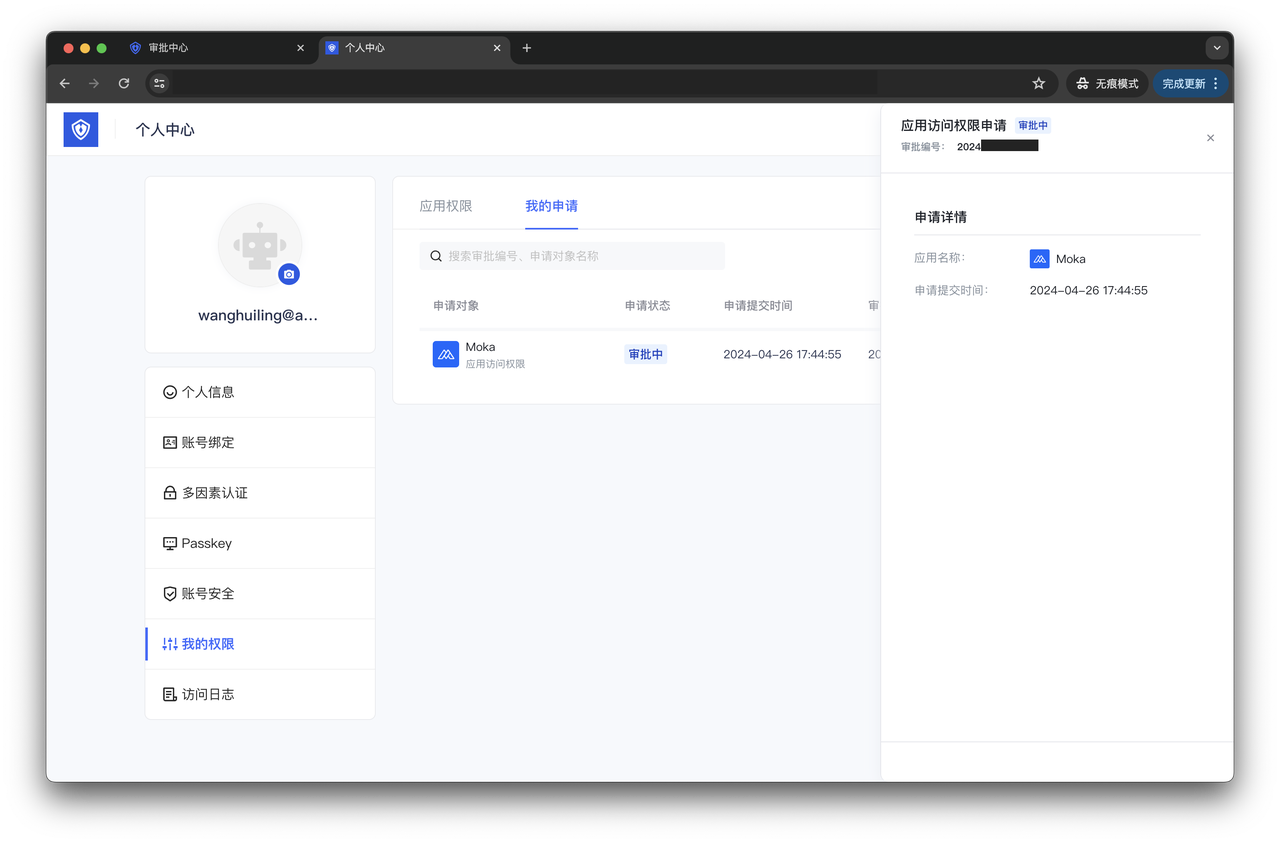 审批中心
个人中心
无痕模式
完成更新
个人中心
wanghuiling@a...
个人信息
账号绑定
多因素认证
Passkey
账号安全
我的权限
访问日志
应用权限
我的申请
搜索审批编号、申请对象名称
申请对象 申请状态 申请提交时间 审
Moka
应用访问权限
审批中
2024-04-26 17:44:55
20
应用访问权限申请 审批中
审批编号： 2024
申请详情
应用名称： Moka
申请提交时间： 2024-04-26 17:44:55